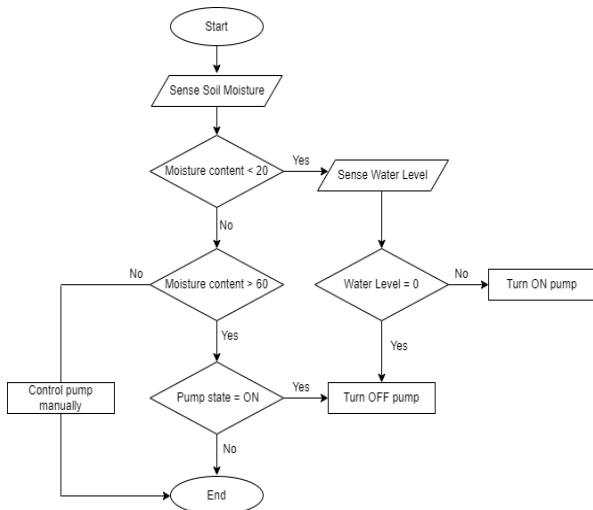 Start
Sense Soil Moisture
Moisture content < 20
Yes
Sense Water Level
No
No
Moisture content > 60
Water Level = 0
No
Turn ON pump
Yes
Yes
Control pump
manually
Pump state = ON
Yes
Turn OFF pump
No
End